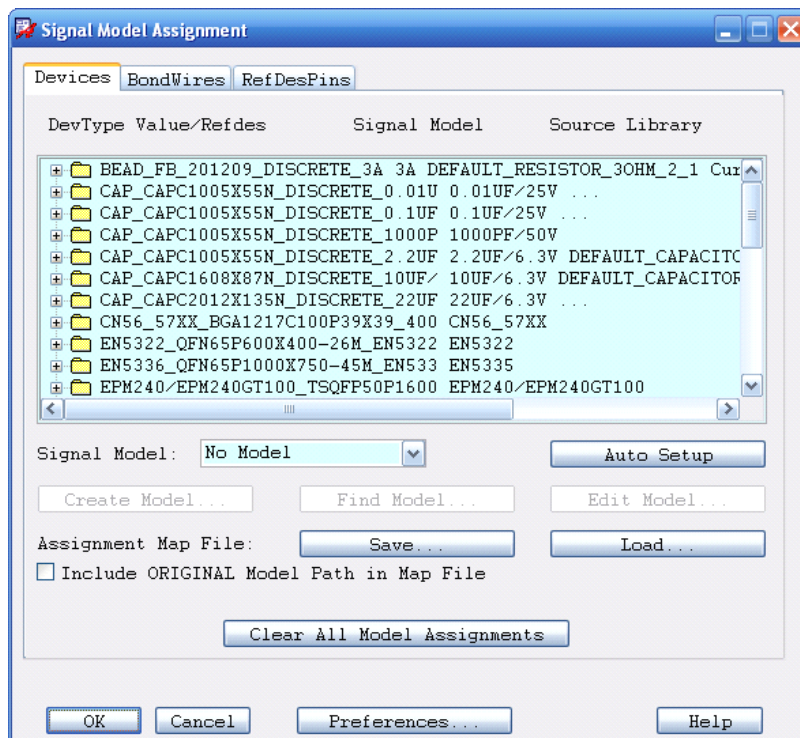 Signal Model Assignment
Devices BondWires RefDesPins
DevType Value/Refdes Signal Model Source Library
BEAD_FB_201209_DISCRETE_3A 3A DEFAULT_RESISTOR_3OHM_2_1 Cur
CAP_CAPC1005X55N_DISCRETE_0.01U 0.01UF/25V ...
CAP_CAPC1005X55N_DISCRETE_0.1UF 0.1UF/25V ...
CAP_CAPC1005X55N_DISCRETE_1000P 1000PF/50V
CAP_CAPC1005X55N_DISCRETE_2.2UF 2.2UF/6.3V DEFAULT_CAPACITO
CAP_CAPC1608X87N_DISCRETE_10UF/ 10UF/6.3V DEFAULT_CAPACITOR
CAP_CAPC2012X135N_DISCRETE_22UF 22UF/6.3V ...
CN56_57XX_BGA1217C100P39X39_400 CN56_57XX
EN5322_QFN65P600X400-26M_EN5322 EN5322
EN5336_QFN65P1000X750-45M_EN533 EN5335
EPM240/EPM240GT100_TSQFP50P1600 EPM240/EPM240GT100
Signal Model: No Model Auto Setup
Create Model... Find Model... Edit Model...
Assignment Map File: Save... Load...
Include ORIGINAL Model Path in Map File
Clear All Model Assignments
OK Cancel Preferences... Help